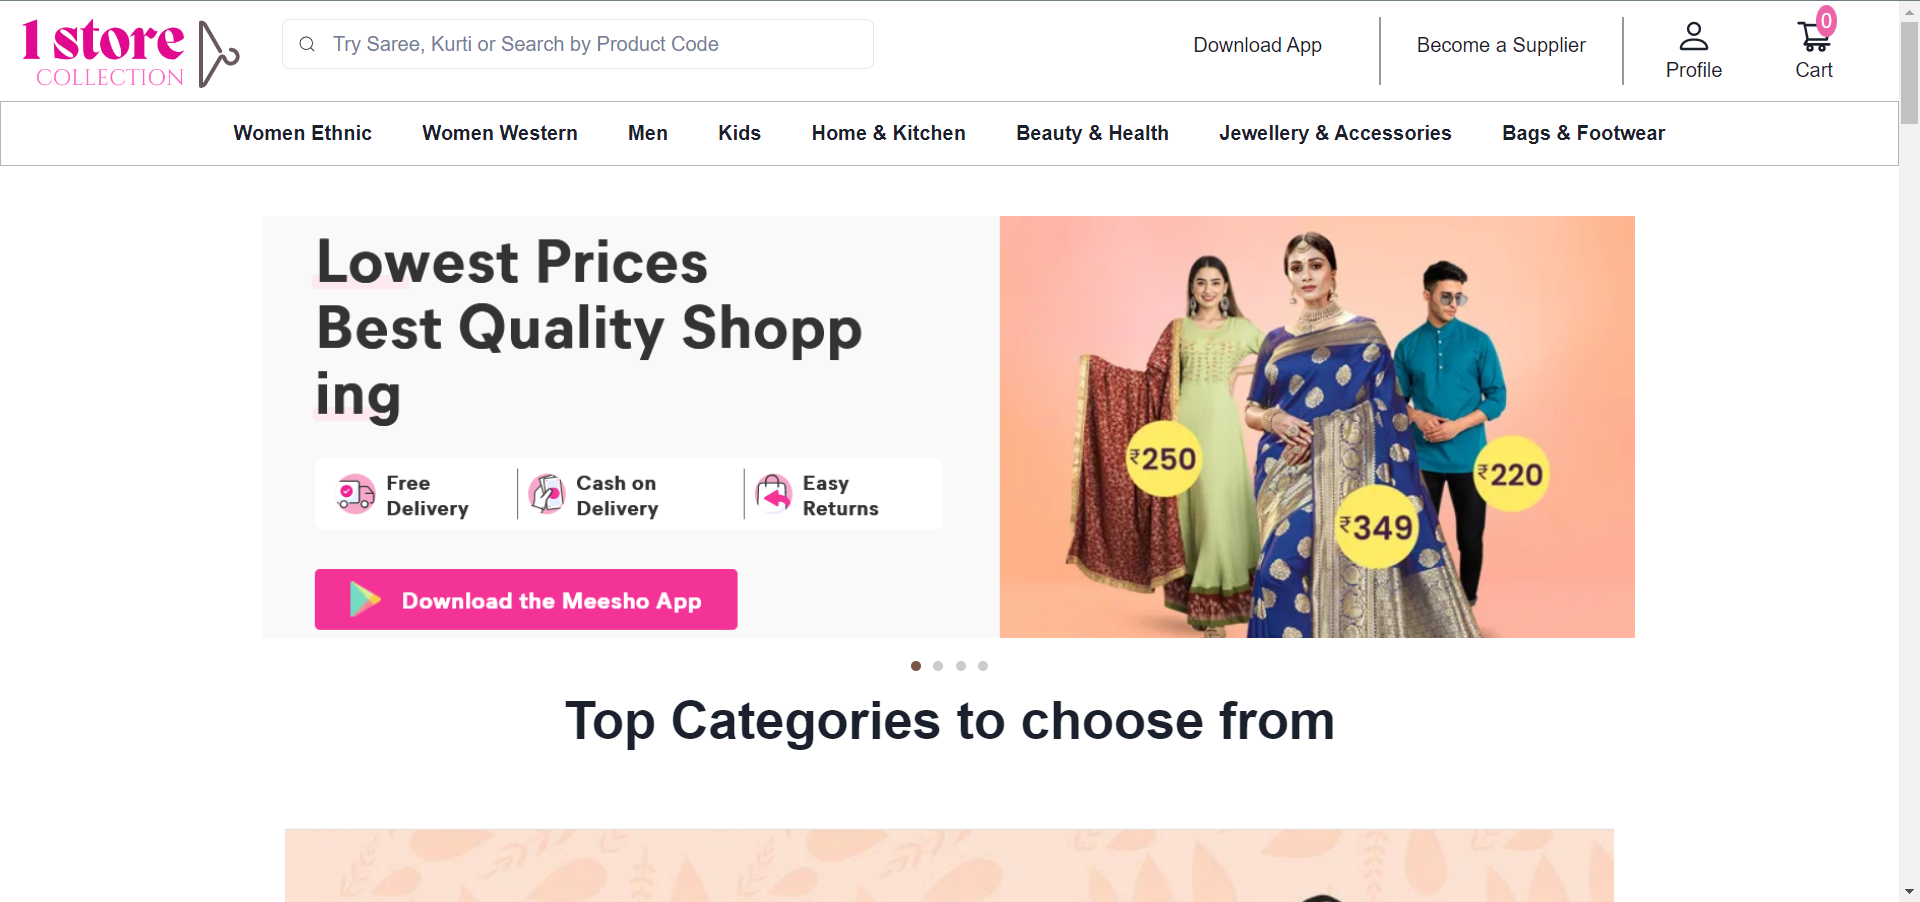 1 store
COLLECTION
Try Saree, Kurti or Search by Product Code
Download App
Become a Supplier
Profile
0
Cart
Women Ethnic
Women Western
Men
Kids
Home & Kitchen
Beauty & Health
Jewellery & Accessories
Bags & Footwear
Lowest Prices
Best Quality Shopp
ing
Free
Delivery
Cash on
Delivery
Easy
Returns
Download the Meesho App
₹250
₹349
₹220
Top Categories to choose from